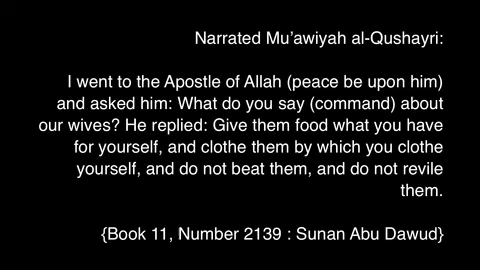 Narrated Mu’awiyah al-Qushayri:
I went to the Apostle of Allah (peace be upon him)
and asked him: What do you say (command) about
our wives? He replied: Give them food what you have
for yourself, and clothe them by which you clothe
yourself, and do not beat them, and do not revile
them.
{Book 11, Number 2139 : Sunan Abu Dawud}